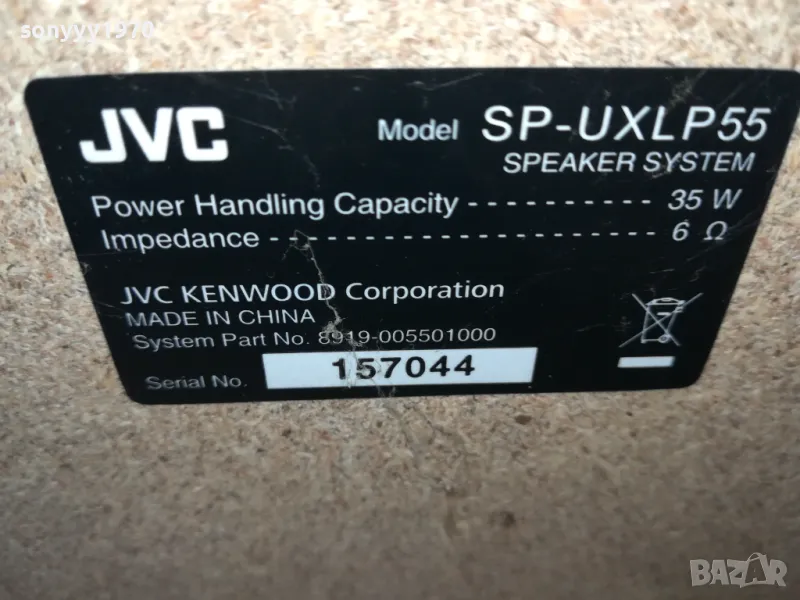 sonyyy1970
JVC
Model SP-UXLP55
SPEAKER SYSTEM
Power Handling Capacity - - - - - - - - - - - 35 W
Impedance - - - - - - - - - - - - - - - - - - - - - - - - 6 Ω
JVC KENWOOD Corporation
MADE IN CHINA
System Part No. 8919-005501000
Serial No. 157044
BAZAR